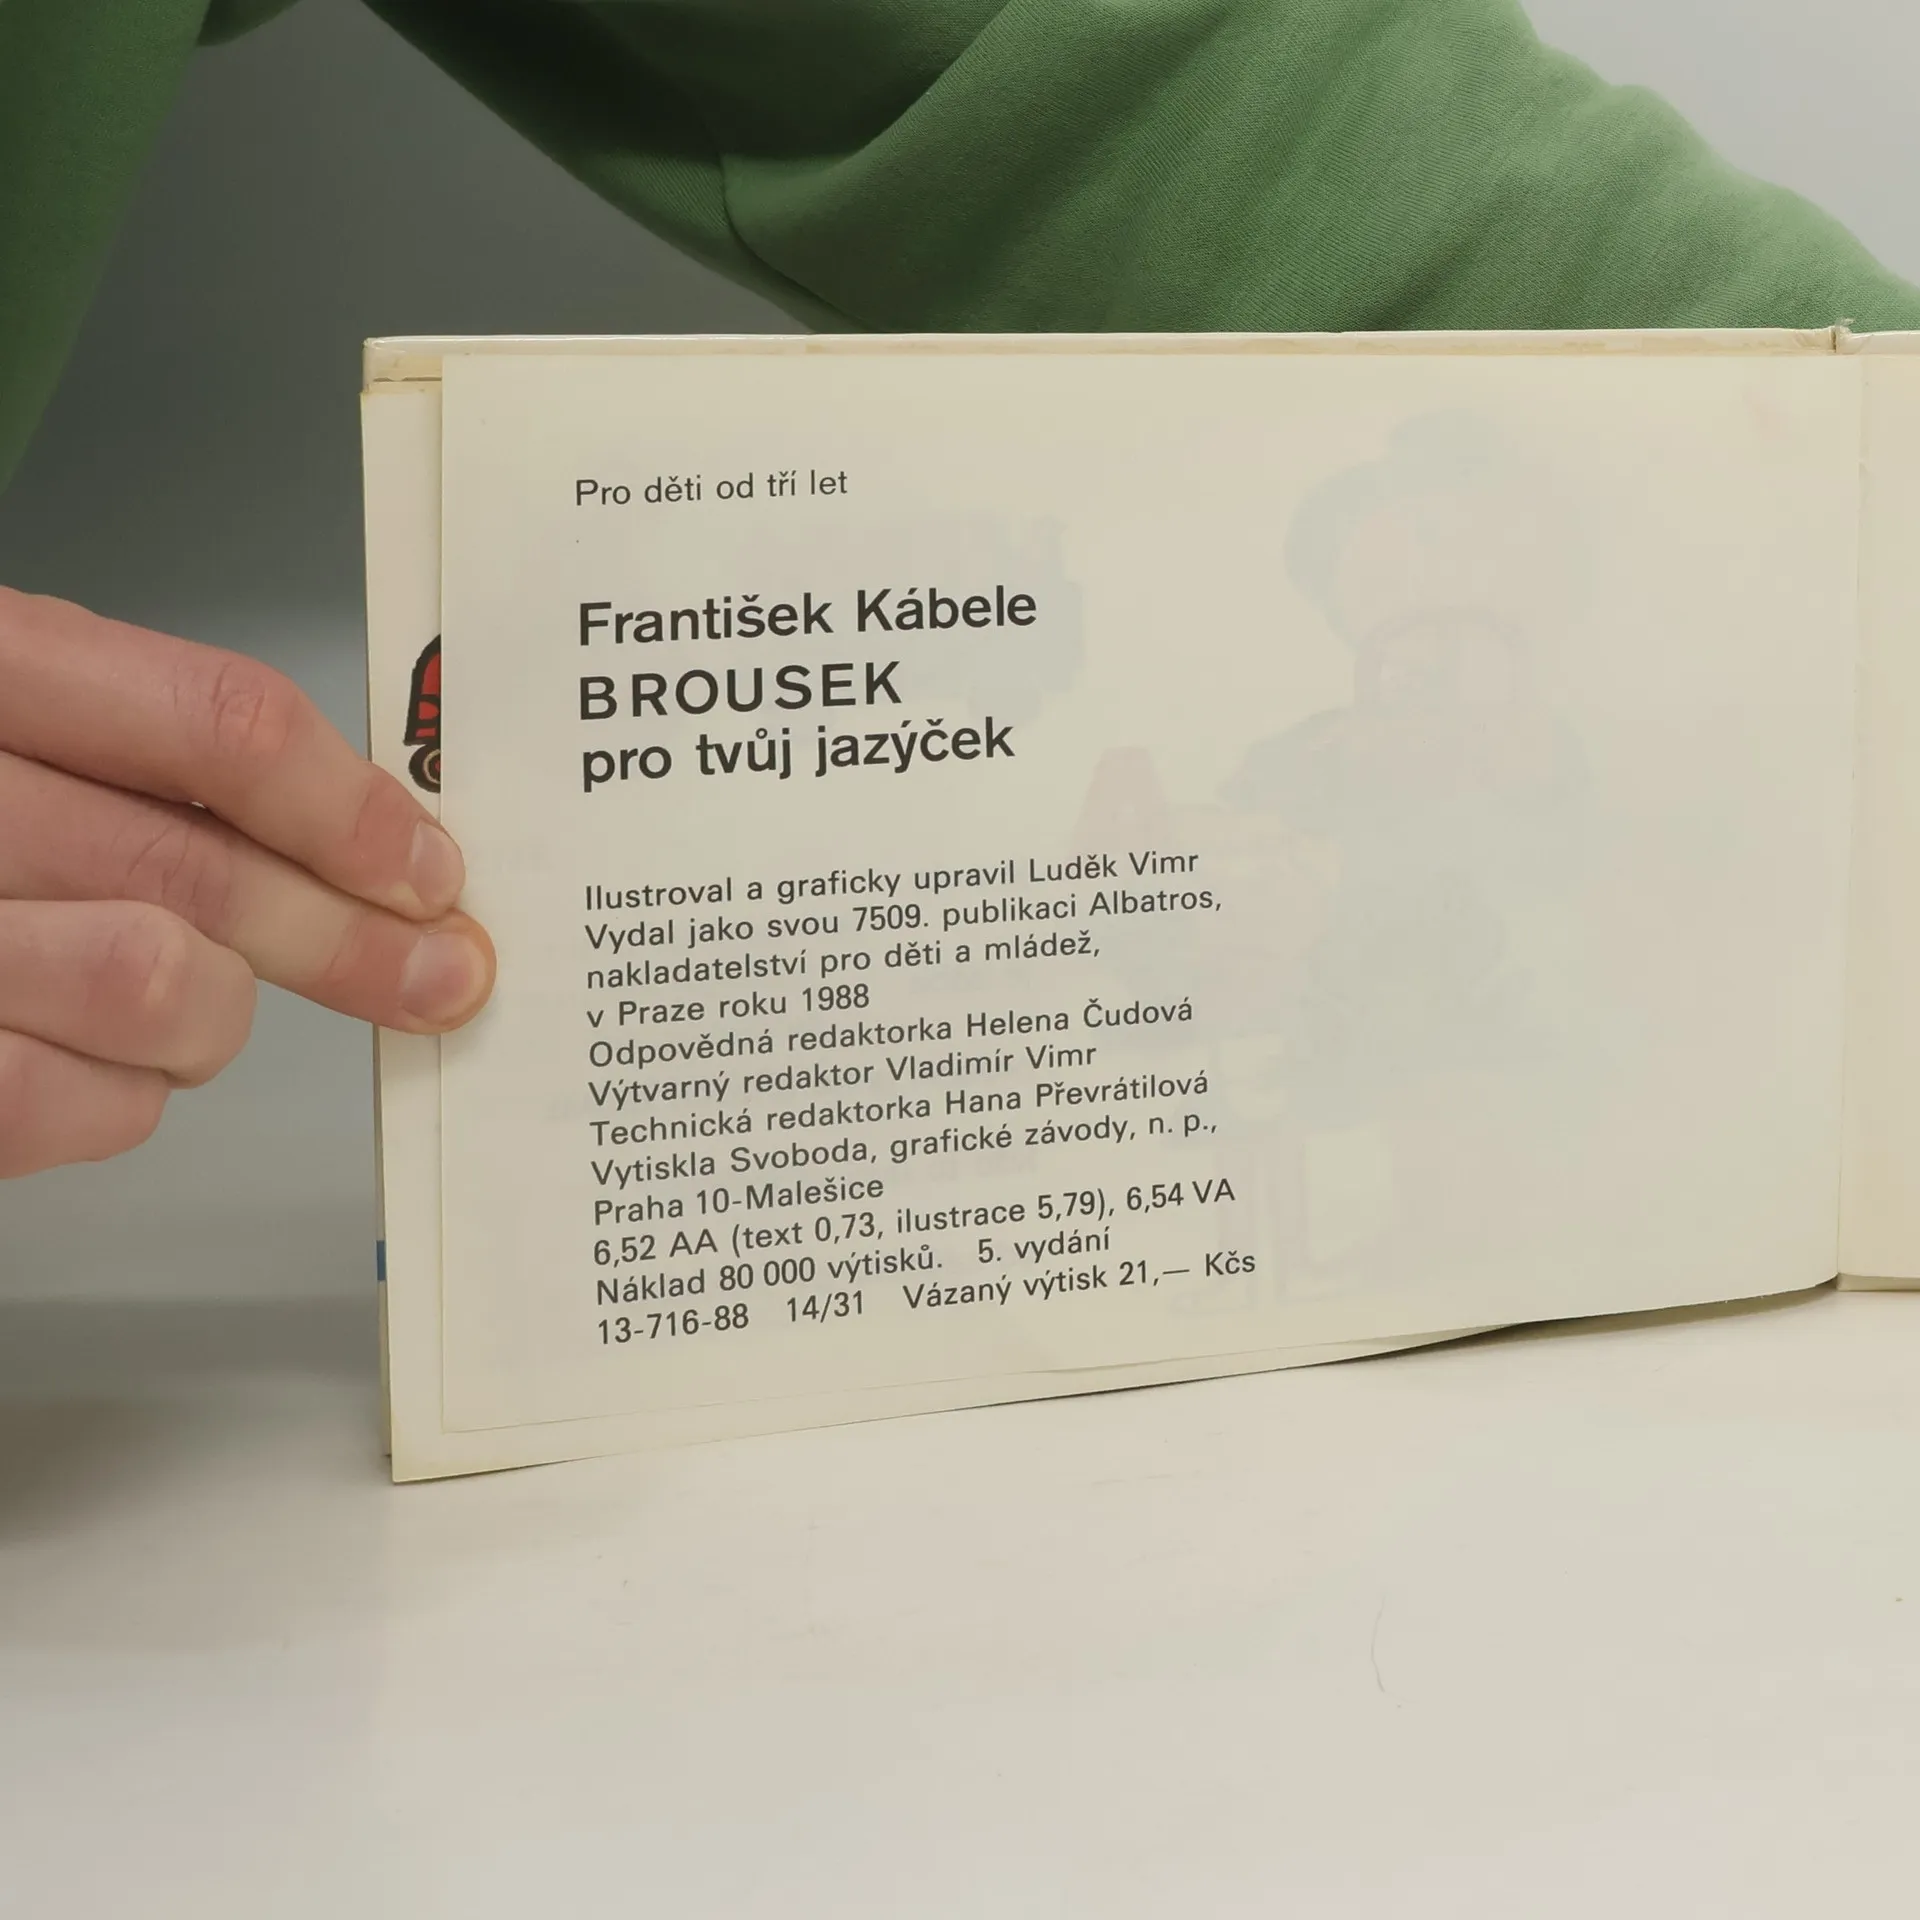 Pro děti od tří let
František Kábele
BROUSEK
pro tvůj jazýček
Ilustroval a graficky upravil Luděk Vimr
Vydal jako svou 7509. publikaci Albatros,
nakladatelství pro děti a mládež,
v Praze roku 1988
Odpovědná redaktorka Helena Čudová
Výtvarný redaktor Vladimír Vimr
Technická redaktorka Hana Převrátilová
Vytiskla Svoboda, grafické závody, n. p.,
Praha 10-Malešice
6,52 AA (text 0,73, ilustrace 5,79), 6,54 VA
Náklad 80 000 výtisků. 5. vydání
13-716-88 14/31 Vázaný výtisk 21,— Kčs